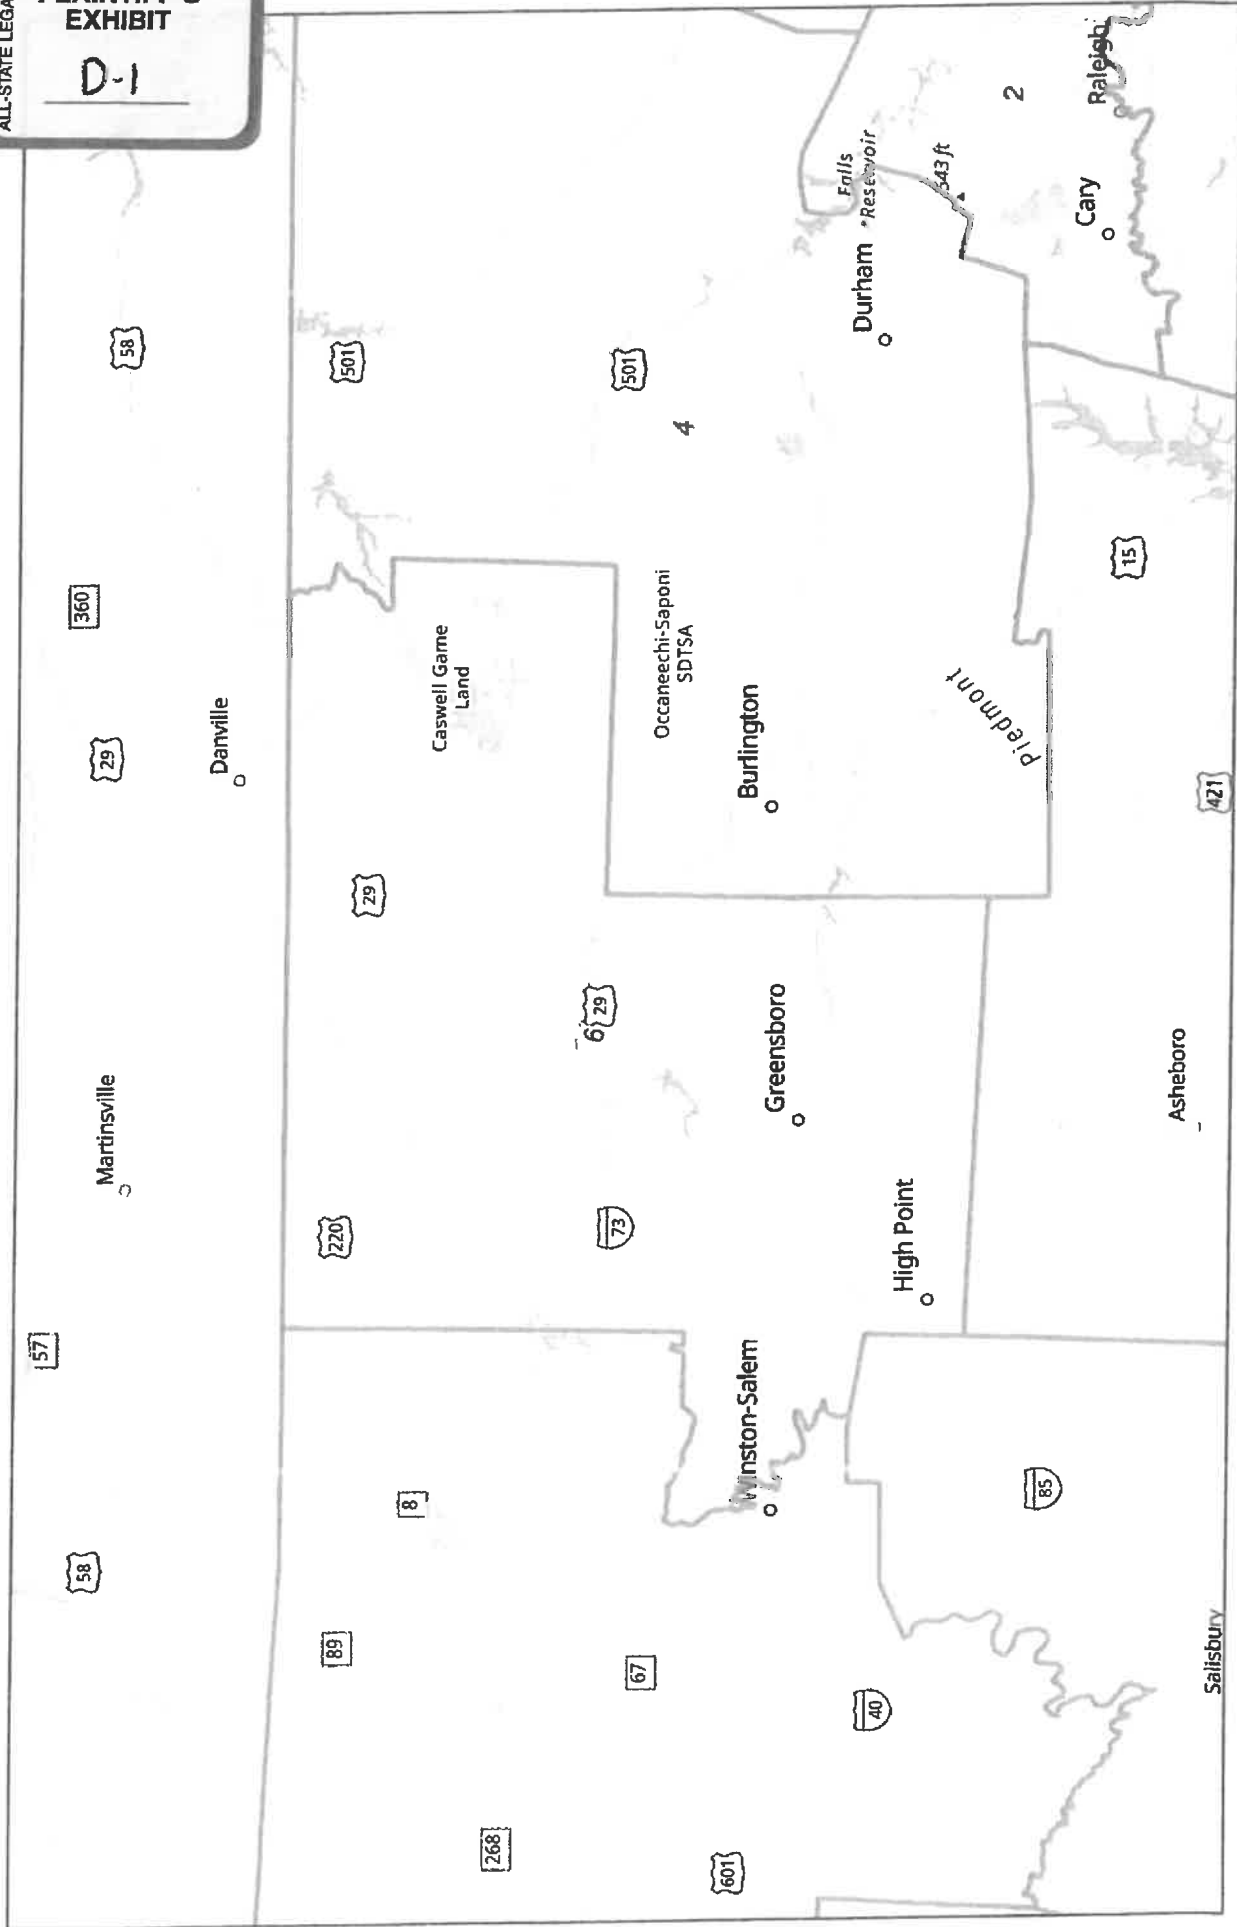 ALL-STATE LEGA
EXHIBIT
D-1
57
58
Martinsville
29
360
58
Danville
89
8
220
29
501
268
Caswell Game
Land
67
73
6
29
Occaneechi-Saponi
SDTSA
501
4
601
Winston-Salem
Greensboro
Burlington
40
High Point
Durham
Falls
Reservoir
543 ft
2
Piedmont
85
15
Cary
Raleigh
Salisbury
Asheboro
421